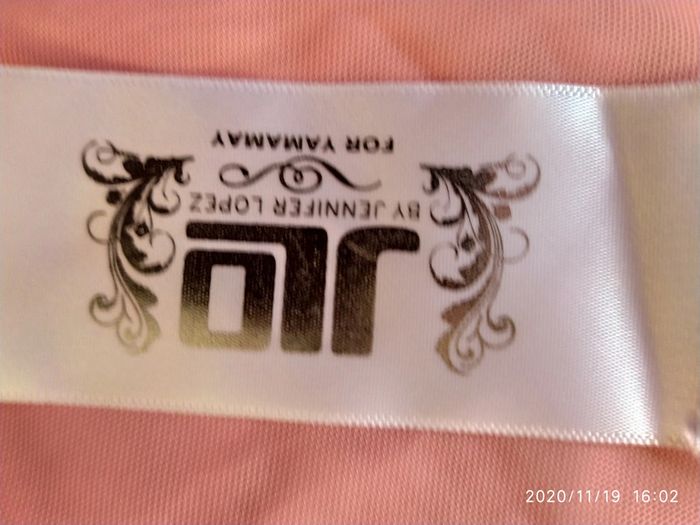 JLO
BY JENNIFER LOPEZ
FOR YAMAMAY
2020/11/19 16:02